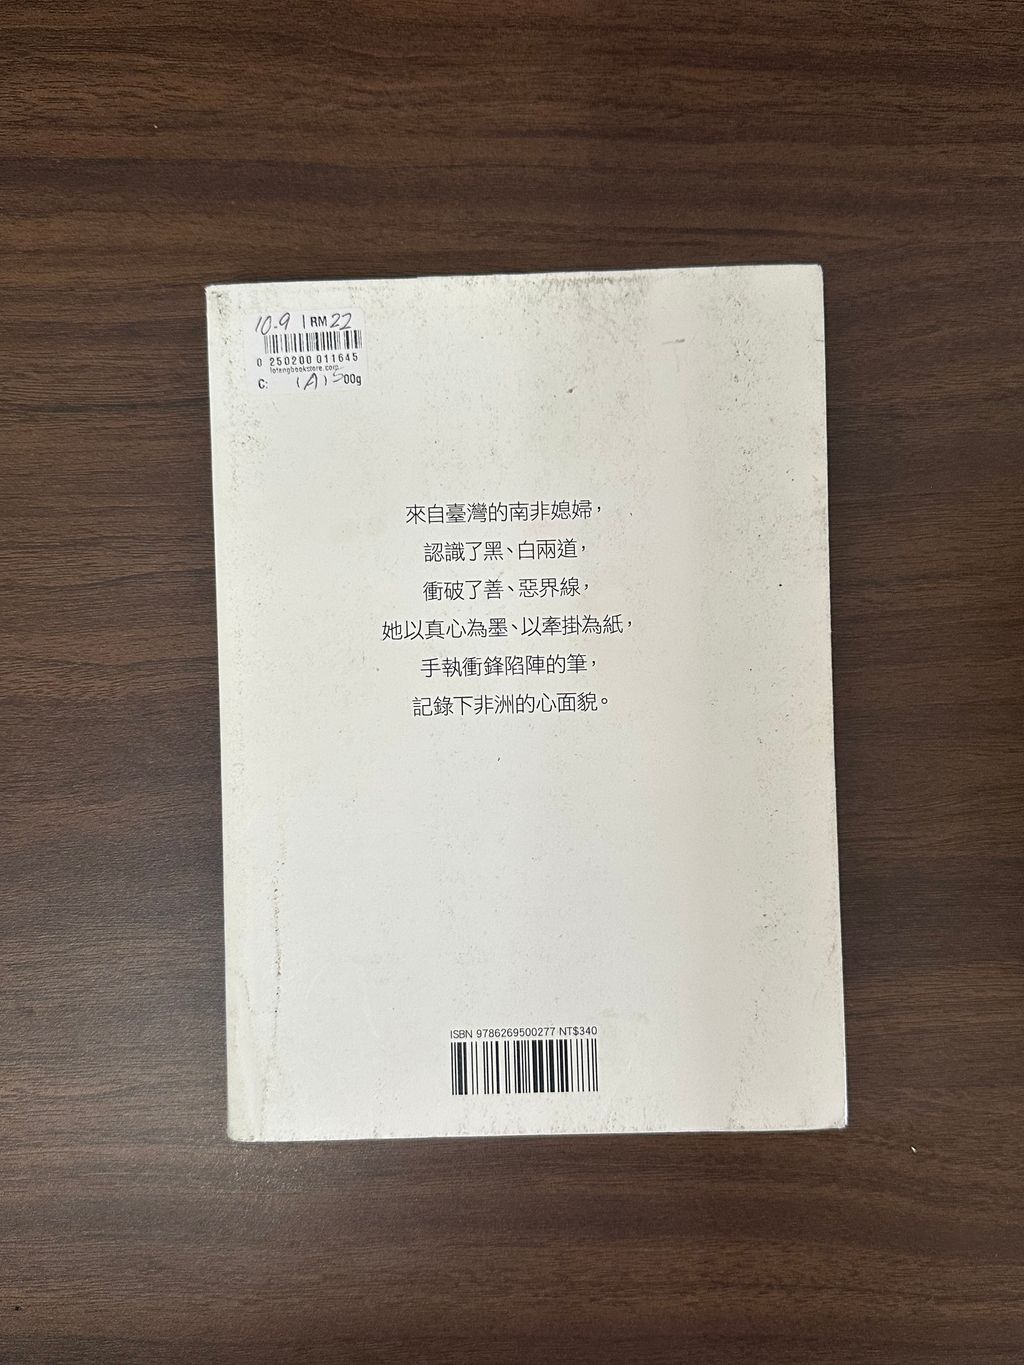 10.9 | RM 22
0 250200 011645
lotengbookstore.com
C: (A) 500g
來自臺灣的南非媳婦，
認識了黑、白兩道，
衝破了善、惡界線，
她以真心為墨、以牽掛為紙，
手執衝鋒陷陣的筆，
記錄下非洲的心面貌。
ISBN 9786269500277 NT$340